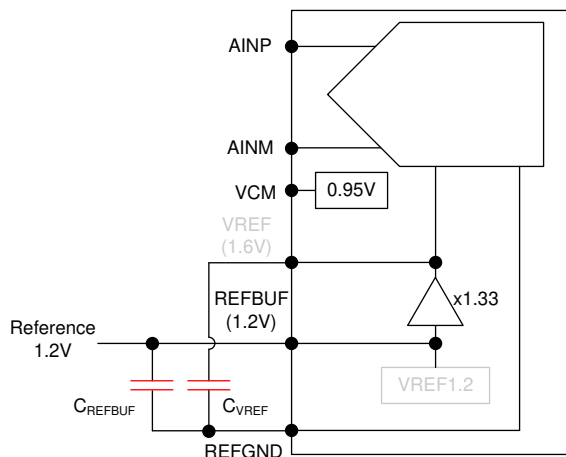 AINP
AINM
VCM
0.95V
VREF
(1.6V)
REFBUF
(1.2V)
x1.33
Reference
1.2V
VREF1.2
CREFBUF
CVREF
REFGND